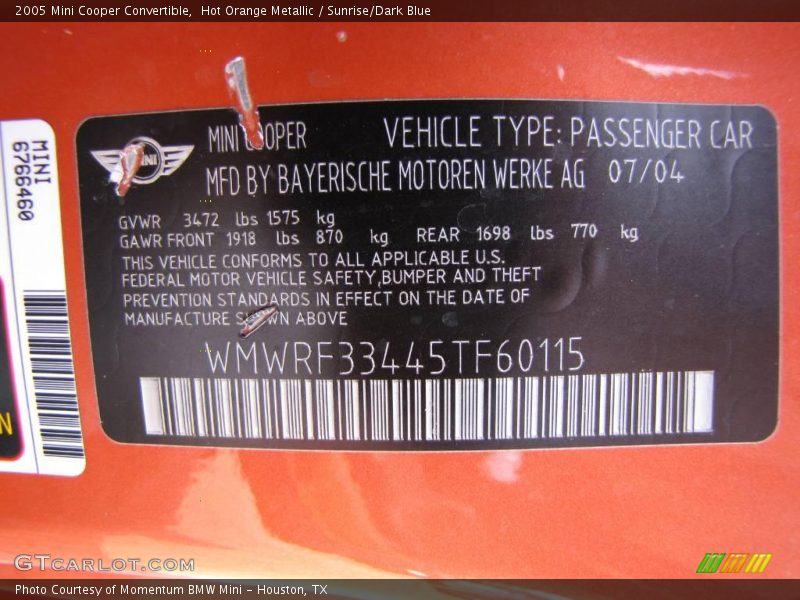 2005 Mini Cooper Convertible,  Hot Orange Metallic / Sunrise/Dark Blue
MINI
6766460
N
MINI
MINI COOPER VEHICLE TYPE: PASSENGER CAR
MFD BY BAYERISCHE MOTOREN WERKE AG 07/04
GVWR 3472 lbs 1575 kg
GAWR FRONT 1918 lbs 870 kg REAR 1698 lbs 770 kg
THIS VEHICLE CONFORMS TO ALL APPLICABLE U.S.
FEDERAL MOTOR VEHICLE SAFETY,BUMPER AND THEFT
PREVENTION STANDARDS IN EFFECT ON THE DATE OF
MANUFACTURE SHOWN ABOVE
WMWRF33445TF60115
GTCARLOT.COM
Photo Courtesy of Momentum BMW Mini - Houston, TX